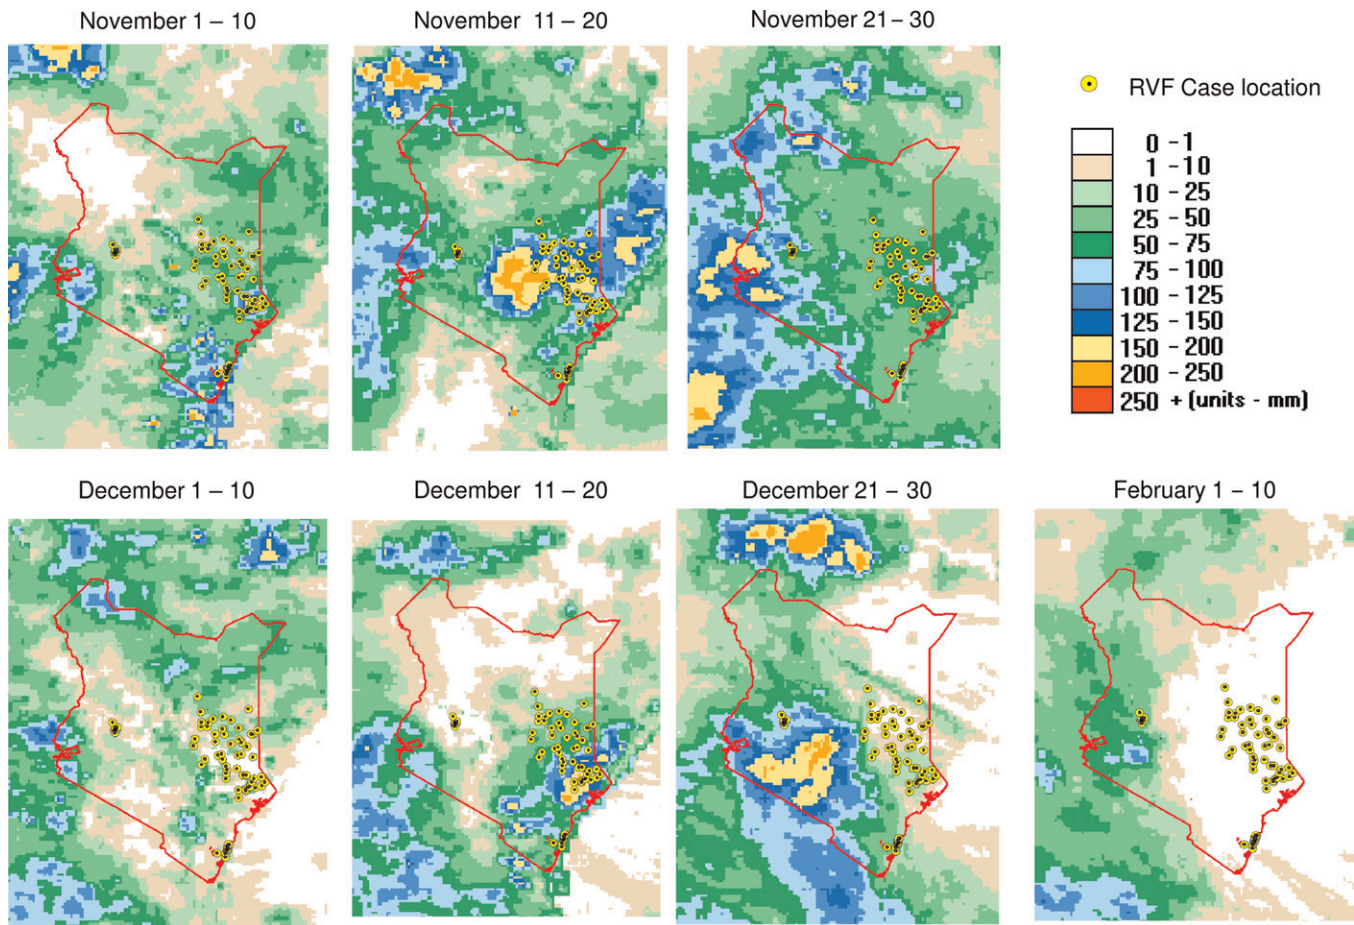 November 1 – 10
November 11 – 20
November 21 – 30
RVF Case location
0 - 1
1 - 10
10 - 25
25 - 50
50 - 75
75 - 100
100 - 125
125 - 150
150 - 200
200 - 250
250 + (units - mm)
December 1 – 10
December 11 – 20
December 21 – 30
February 1 – 10